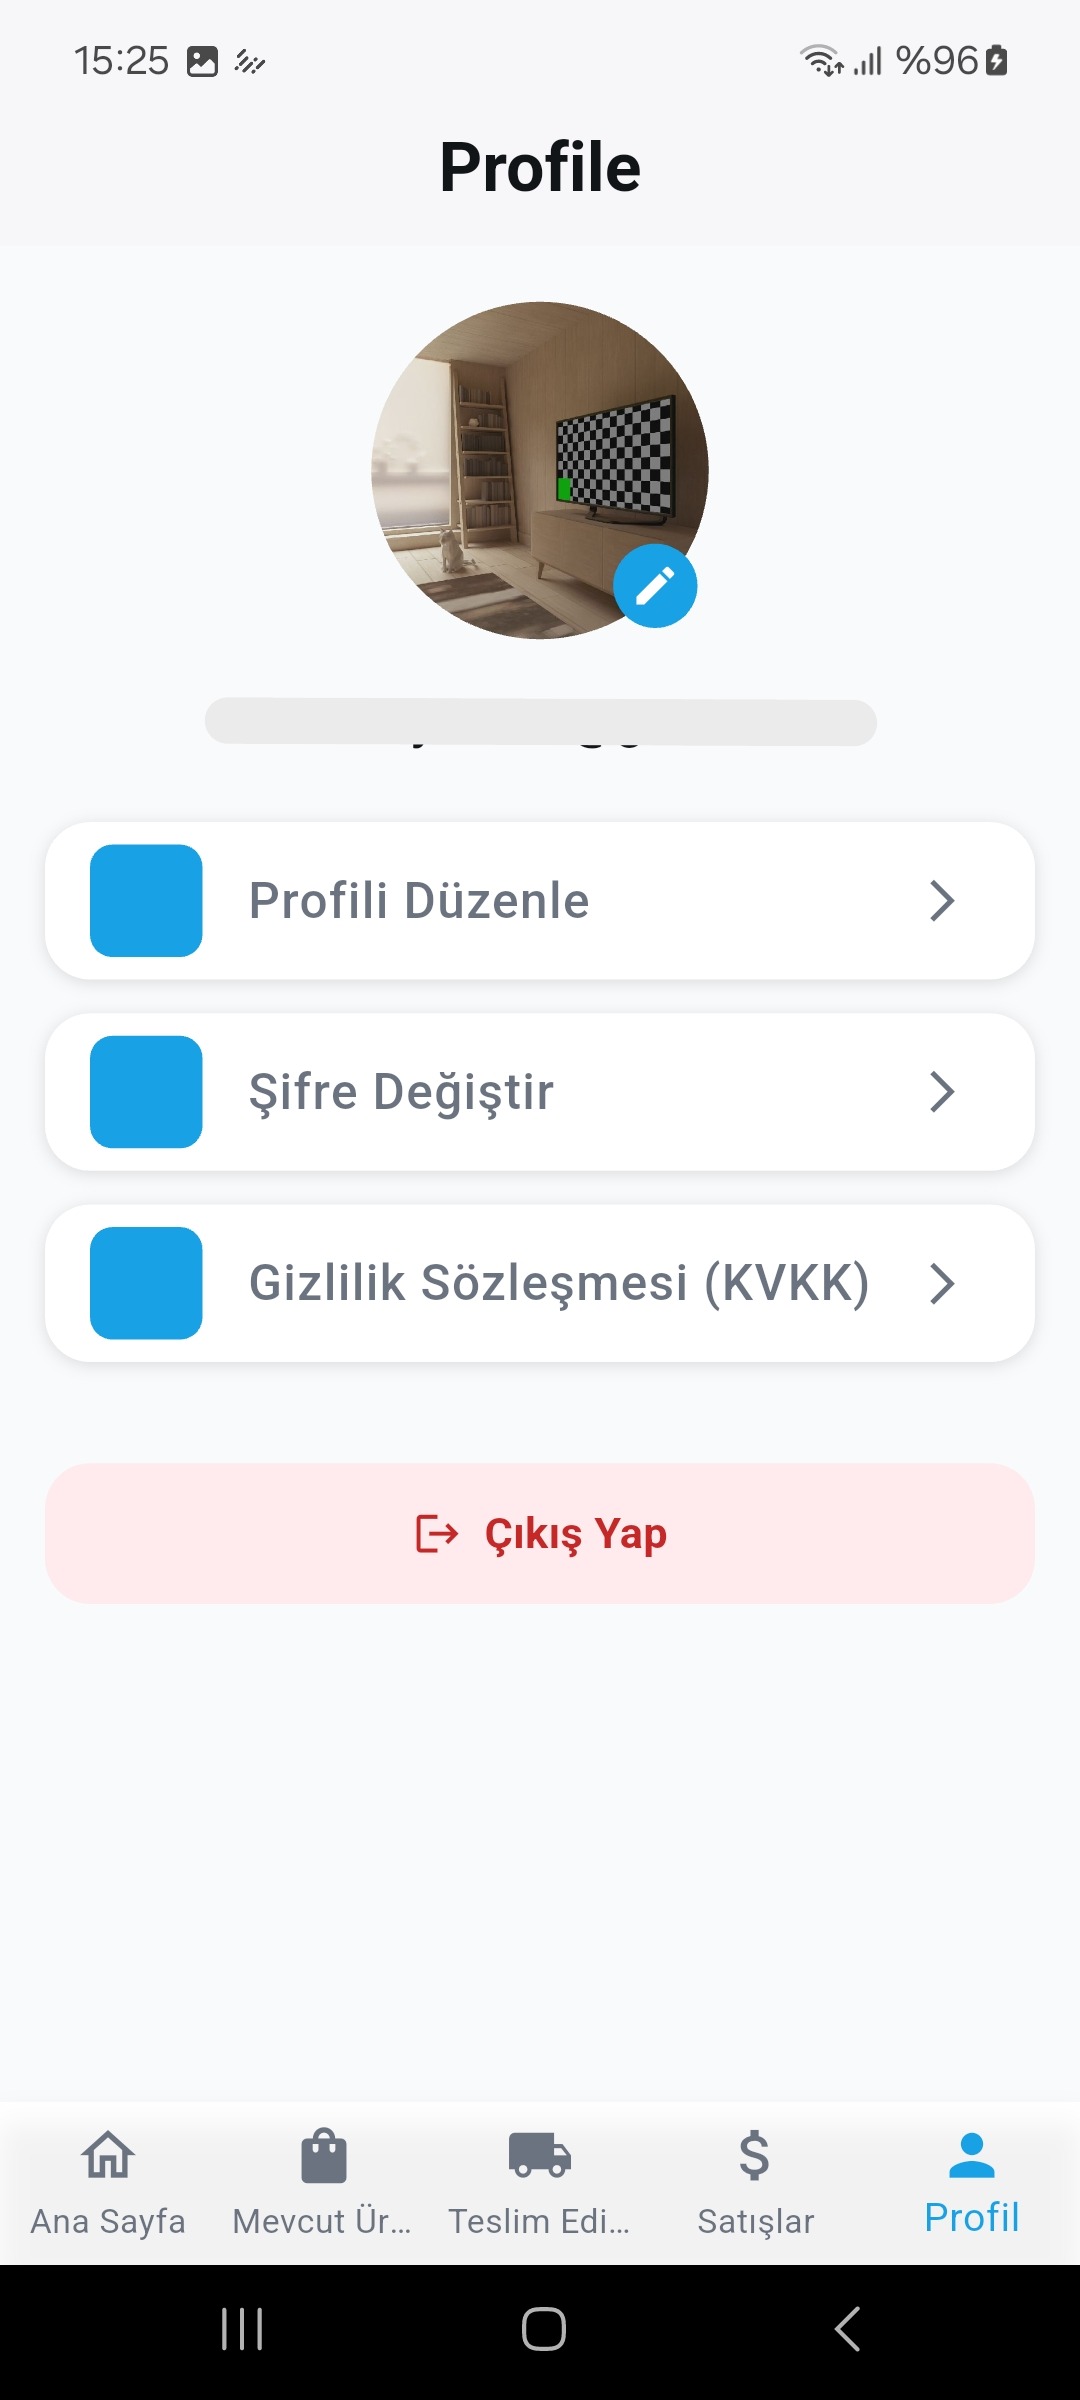 15:25 %96
Profile
Profili Düzenle
Şifre Değiştir
Gizlilik Sözleşmesi (KVKK)
Çıkış Yap
Ana Sayfa Mevcut Ür... Teslim Edi... Satışlar Profil